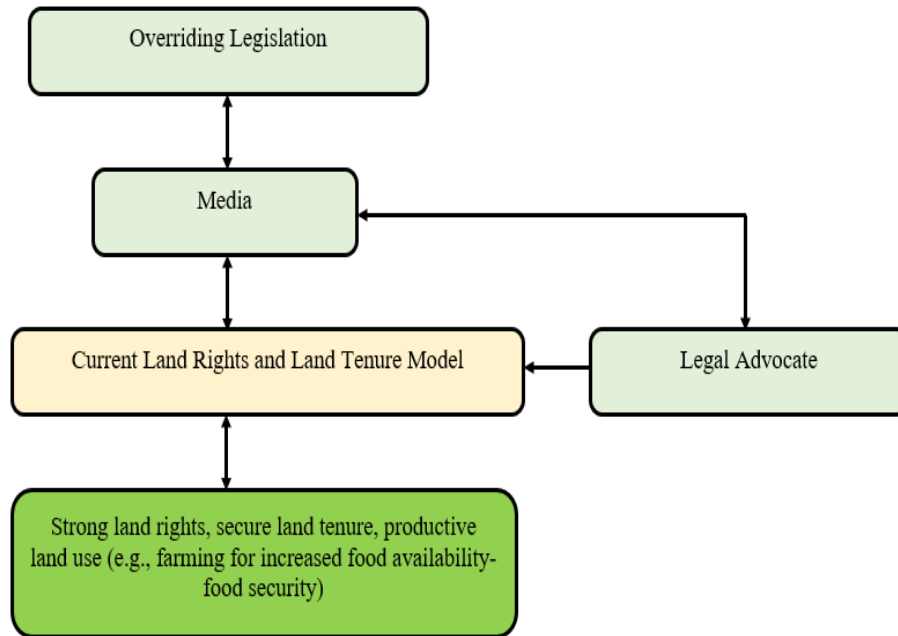 Overriding Legislation
Media
Current Land Rights and Land Tenure Model
Legal Advocate
Strong land rights, secure land tenure, productive
land use (e.g., farming for increased food availability-
food security)